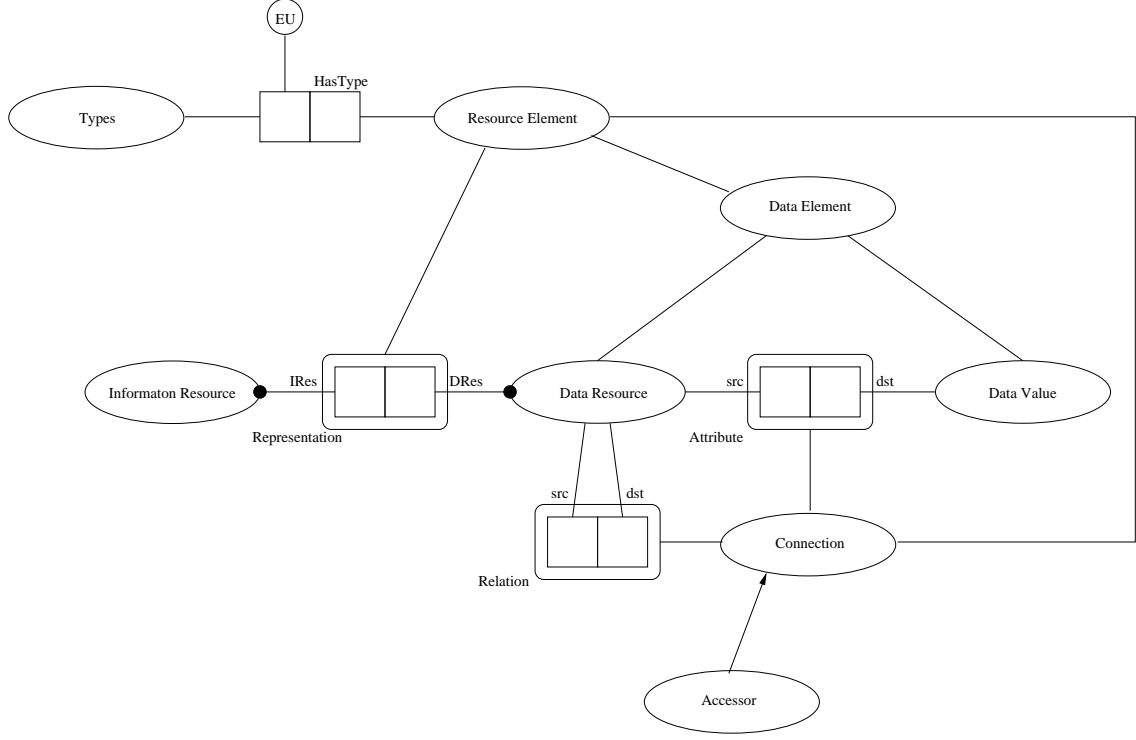 EU
HasType
Types
Resource Element
Data Element
IRes
DRes
src
dst
Informaton Resource
Data Resource
Data Value
Representation
Attribute
src
dst
Connection
Relation
Accessor